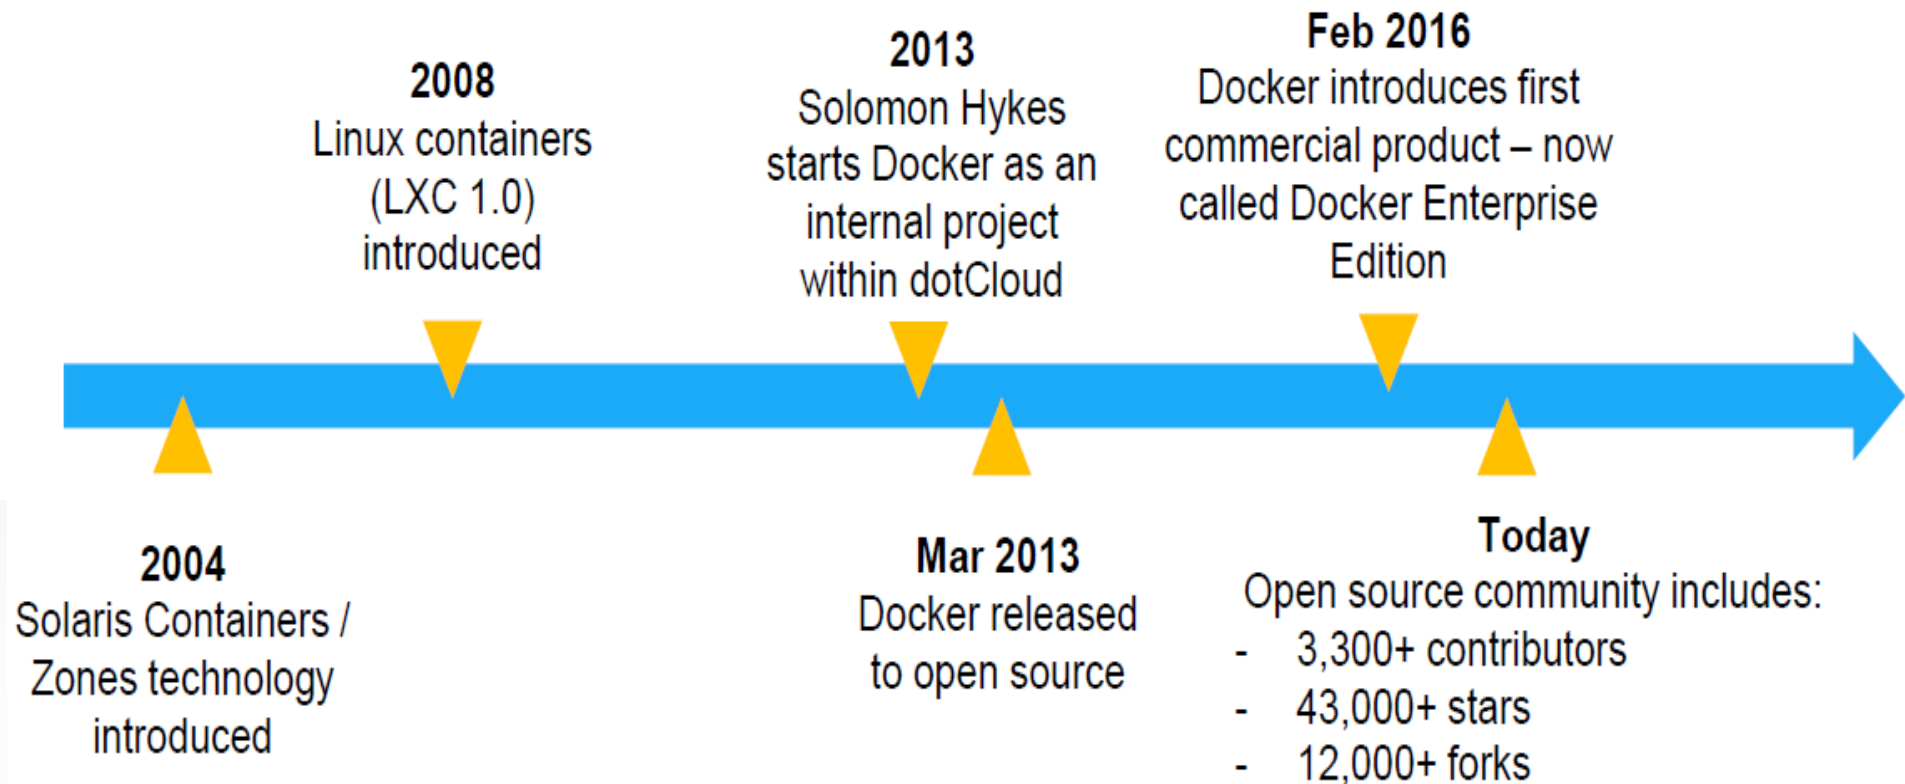 2008
Linux containers
(LXC 1.0)
introduced
2013
Solomon Hykes
starts Docker as an
internal project
within dotCloud
Feb 2016
Docker introduces first
commercial product – now
called Docker Enterprise
Edition
2004
Solaris Containers /
Zones technology
introduced
Mar 2013
Docker released
to open source
Today
Open source community includes:
- 3,300+ contributors
- 43,000+ stars
- 12,000+ forks